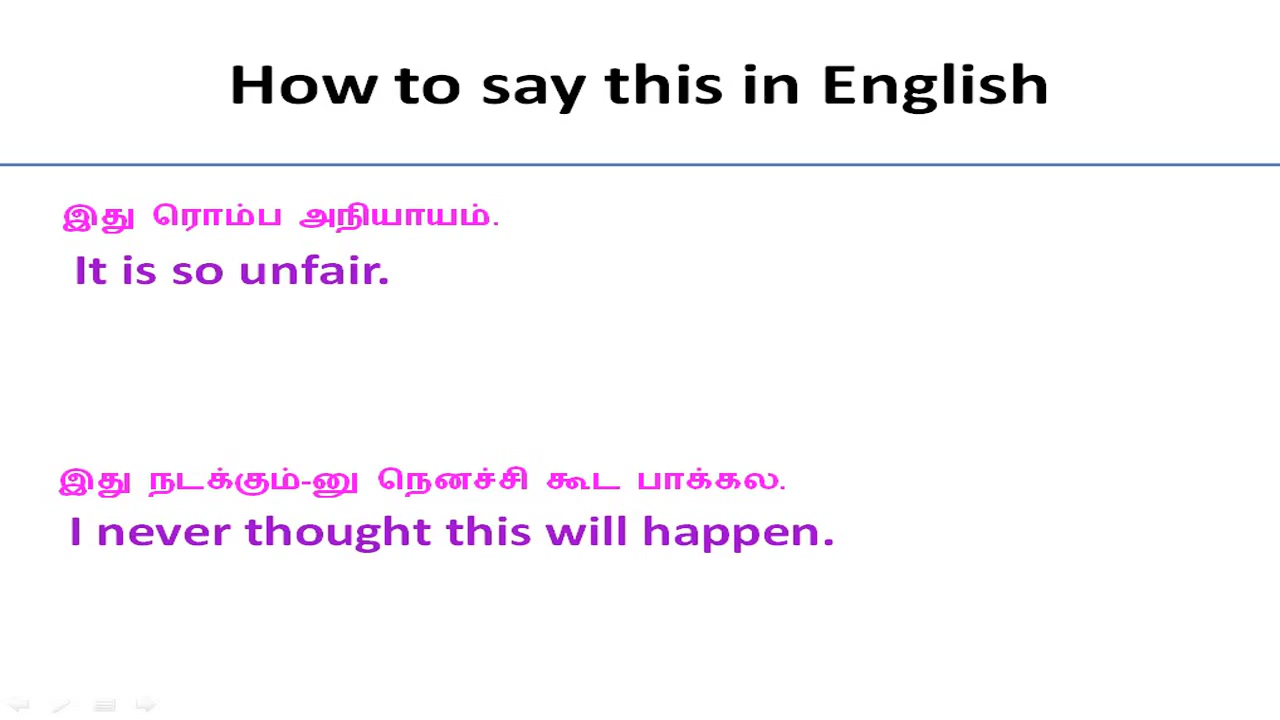 How to say this in English
இது ரொம்ப அநியாயம்.
It is so unfair.
இது நடக்கும்-னு நெனச்சி கூட பாக்கல.
I never thought this will happen.